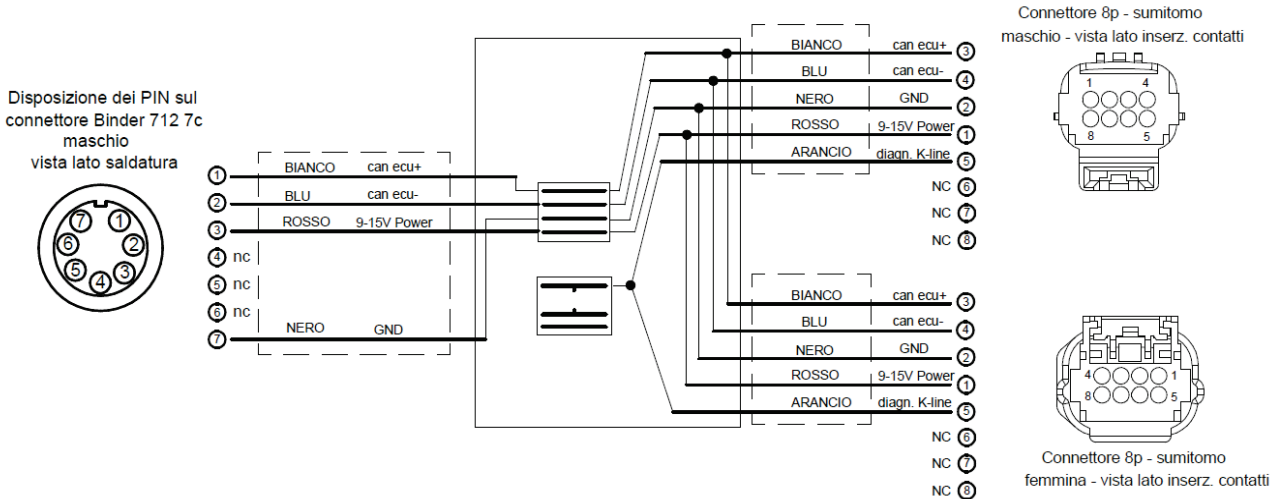 Disposizione dei PIN sul
connettore Binder 712 7c
maschio
vista lato saldatura
7 1
6 2
5 3
4
1 BIANCO can ecu+
2 BLU can ecu-
3 ROSSO 9-15V Power
4 nc
5 nc
6 nc
7 NERO GND
BIANCO can ecu+ 3
BLU can ecu- 4
NERO GND 2
ROSSO 9-15V Power 1
ARANCIO diagn. K-line 5
NC 6
NC 7
NC 8
BIANCO can ecu+ 3
BLU can ecu- 4
NERO GND 2
ROSSO 9-15V Power 1
ARANCIO diagn. K-line 5
NC 6
NC 7
NC 8
Connettore 8p - sumitomo
maschio - vista lato inserz. contatti
1 4
8 5
4 1
8 5
Connettore 8p - sumitomo
femmina - vista lato inserz. contatti